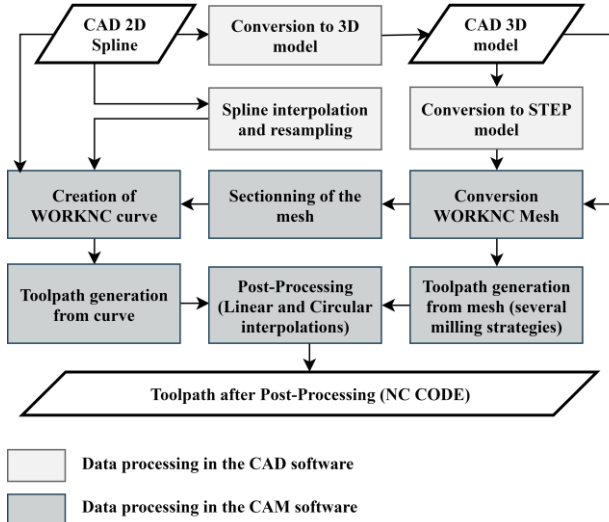 CAD 2D
Spline
Conversion to 3D
model
CAD 3D
model
Spline interpolation
and resampling
Conversion to STEP
model
Creation of
WORKNC curve
Sectionning of the
mesh
Conversion
WORKNC Mesh
Toolpath generation
from curve
Post-Processing
(Linear and Circular
interpolations)
Toolpath generation
from mesh (several
milling strategies)
Toolpath after Post-Processing (NC CODE)
Data processing in the CAD software
Data processing in the CAM software